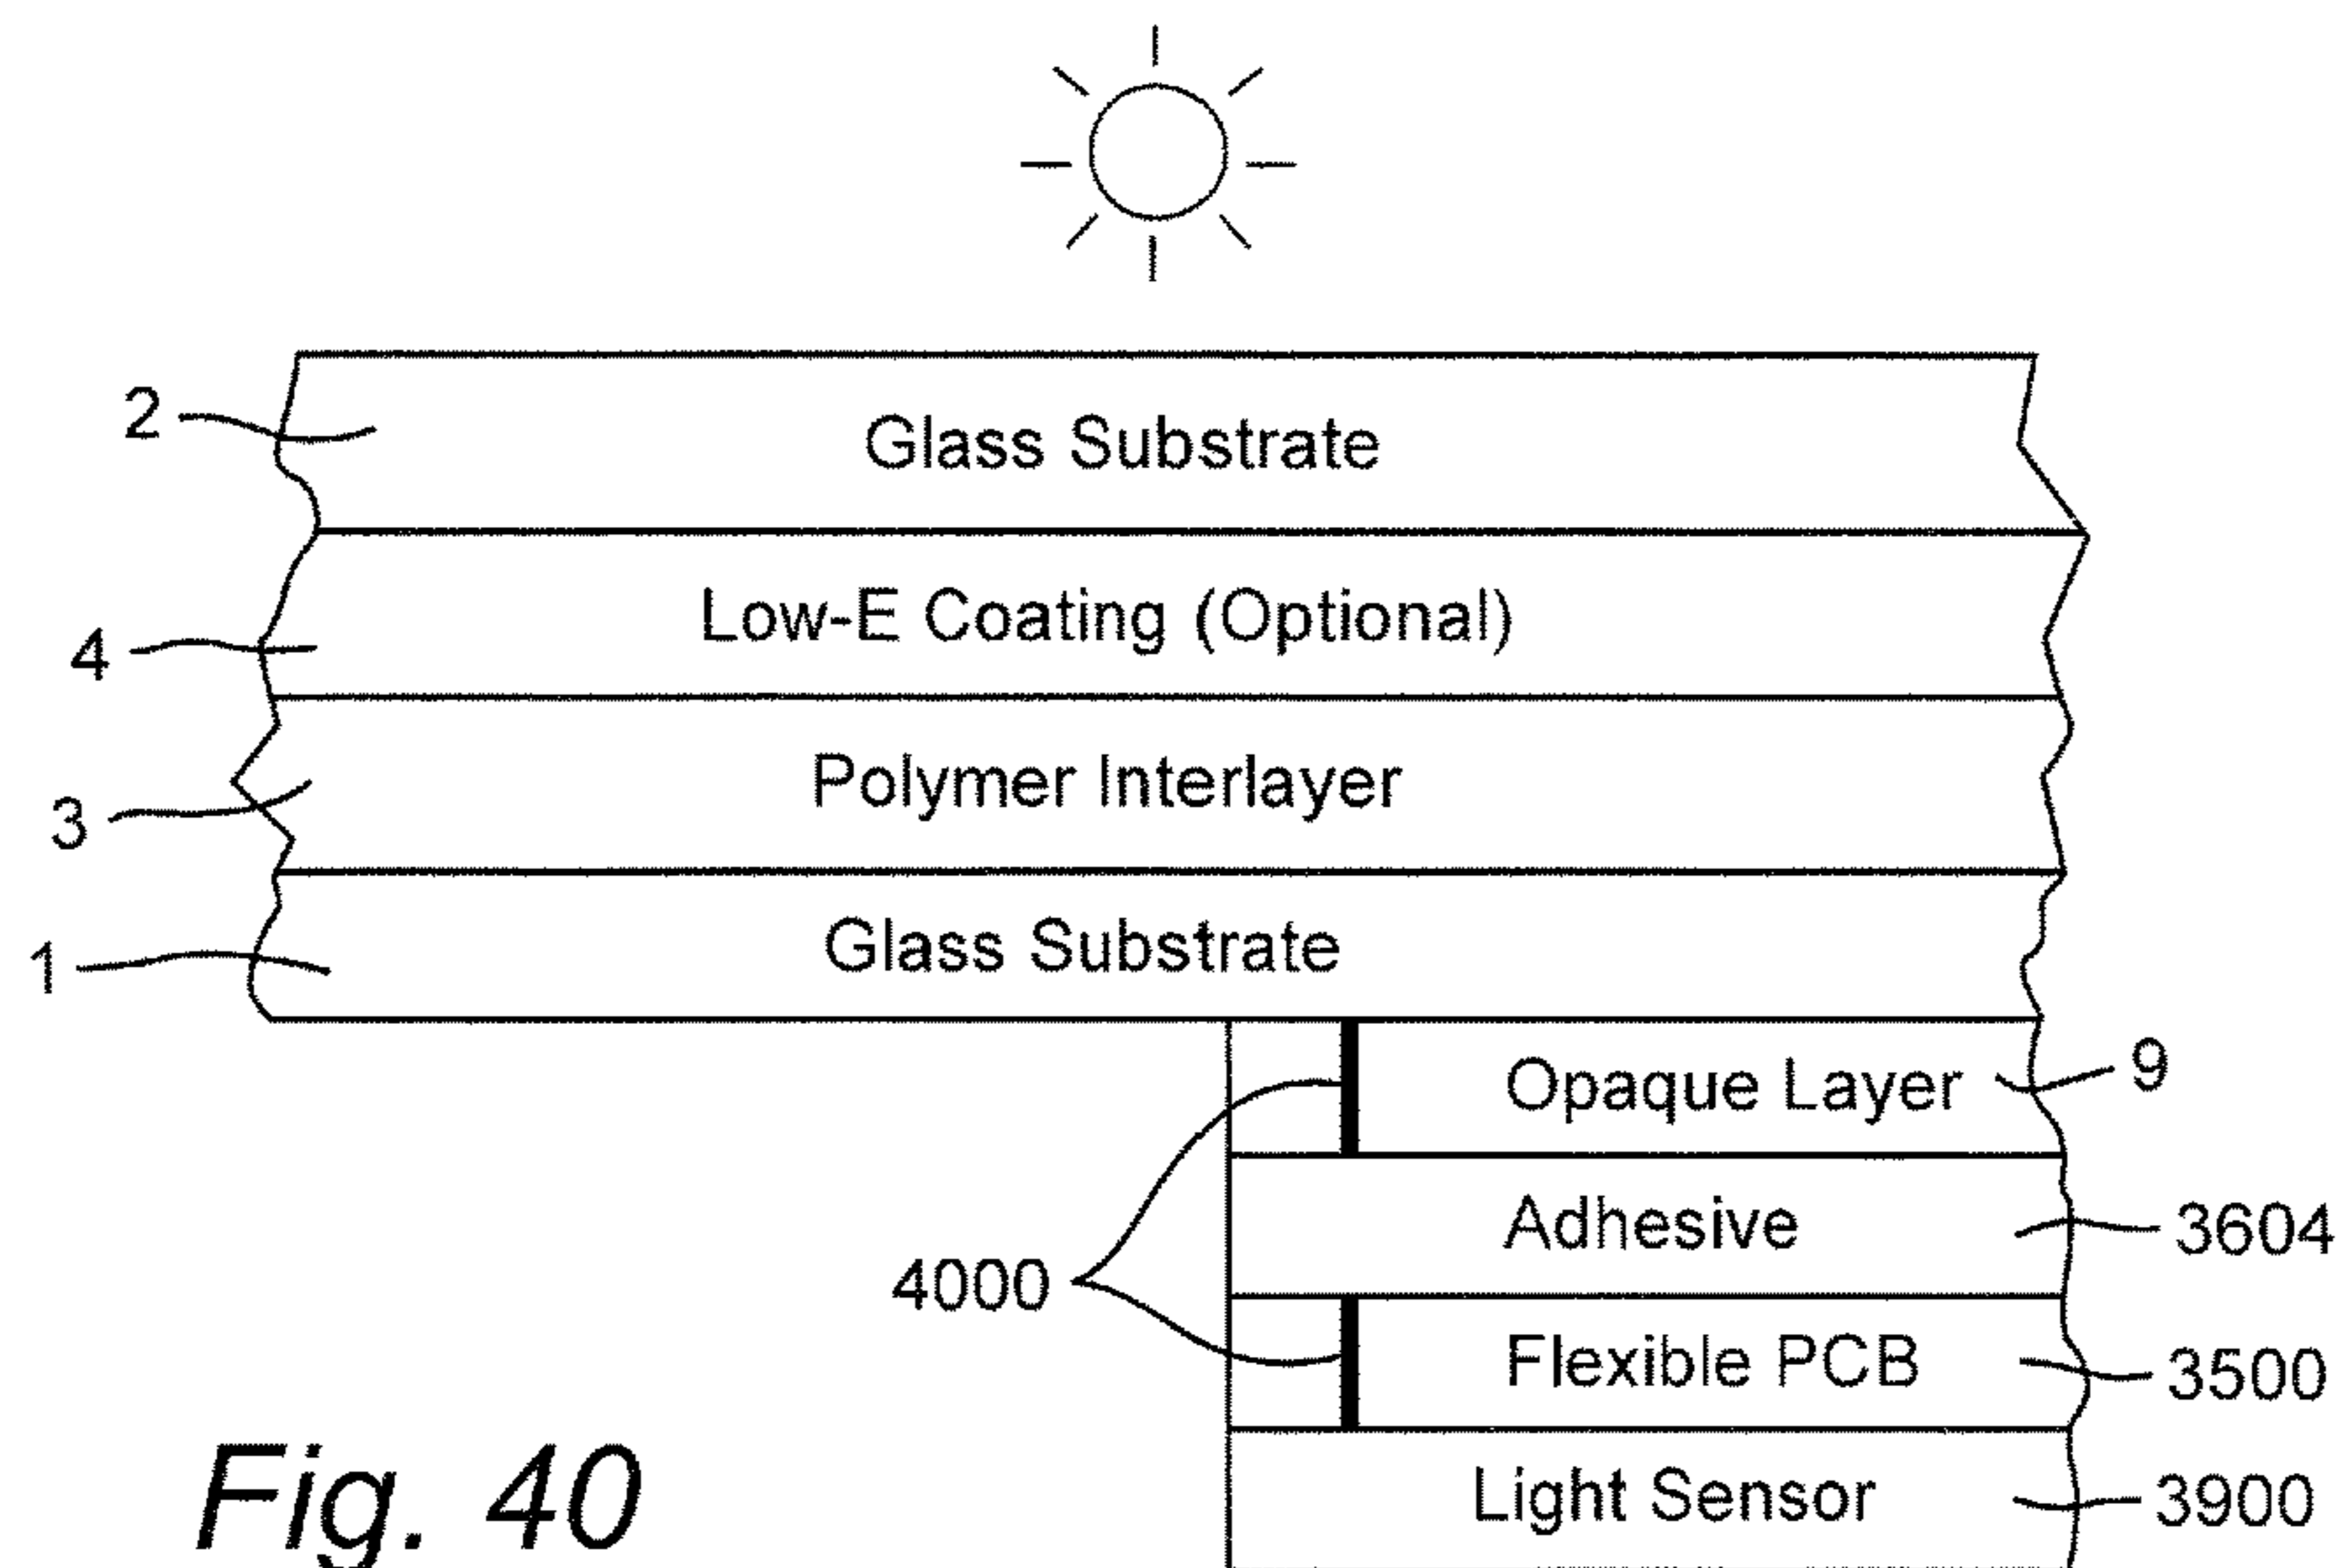 2 Glass Substrate
4 Low-E Coating (Optional)
3 Polymer Interlayer
1 Glass Substrate
Opaque Layer 9
Adhesive 3604
4000
Flexible PCB 3500
Light Sensor 3900
Fig. 40